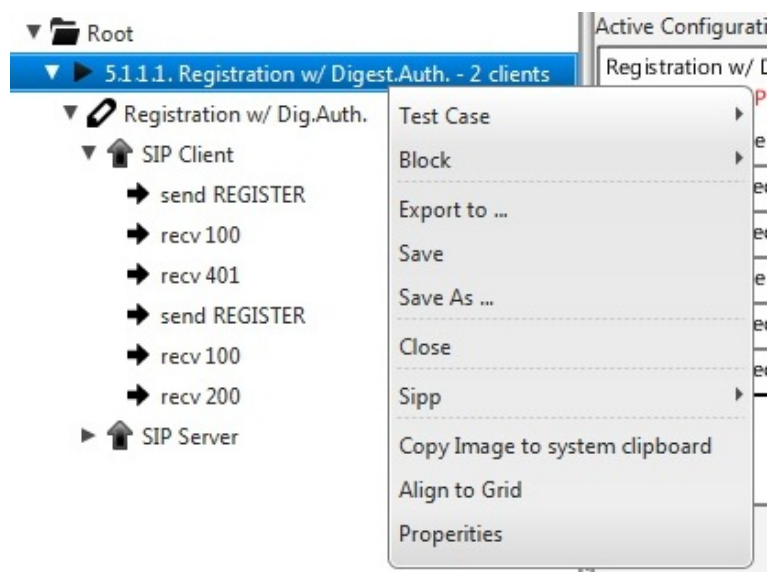 Root
Active Configurati
5.1.1.1. Registration w/ Digest.Auth. - 2 clients
Registration w/ D
P
Registration w/ Dig.Auth.
SIP Client
send REGISTER
recv 100
recv 401
send REGISTER
recv 100
recv 200
SIP Server
Test Case
Block
Export to ...
Save
Save As ...
Close
Sipp
Copy Image to system clipboard
Align to Grid
Properities